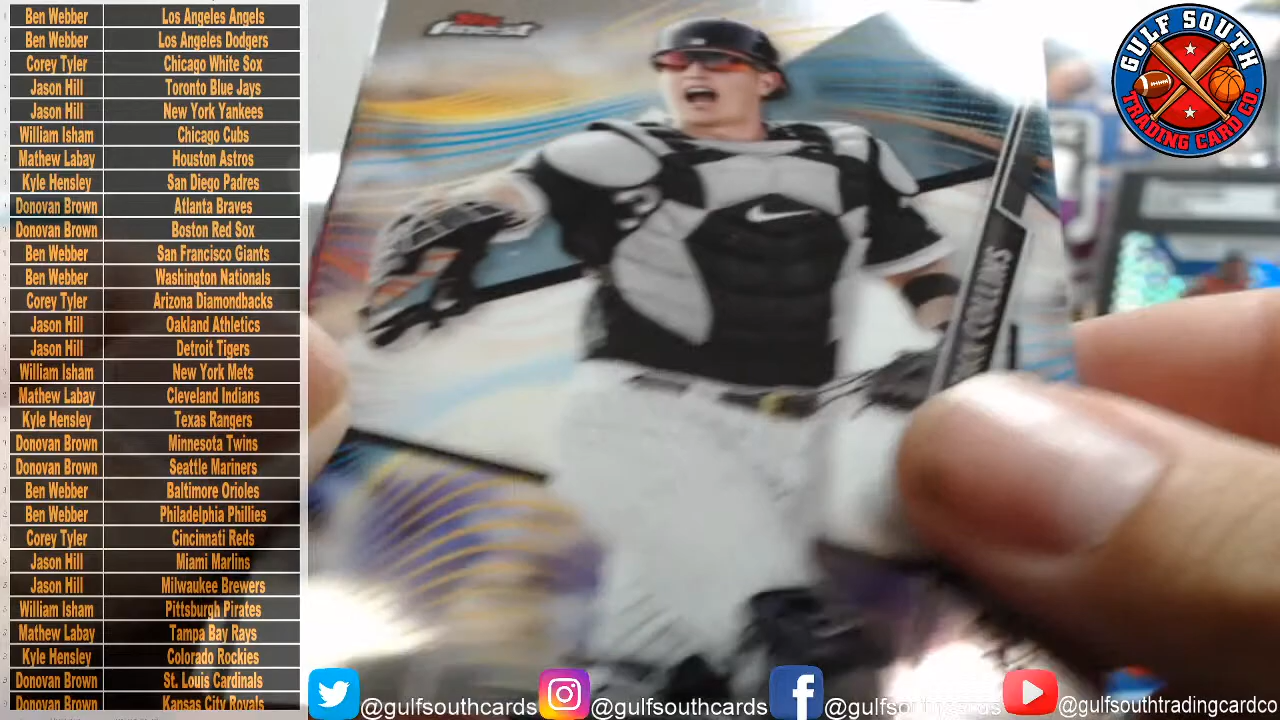 Ben Webber Los Angeles Angels
Ben Webber Los Angeles Dodgers
Corey Tyler Chicago White Sox
Jason Hill Toronto Blue Jays
Jason Hill New York Yankees
William Isham Chicago Cubs
Mathew Labay Houston Astros
Kyle Hensley San Diego Padres
Donovan Brown Atlanta Braves
Donovan Brown Boston Red Sox
Ben Webber San Francisco Giants
Ben Webber Washington Nationals
Corey Tyler Arizona Diamondbacks
Jason Hill Oakland Athletics
Jason Hill Detroit Tigers
William Isham New York Mets
Mathew Labay Cleveland Indians
Kyle Hensley Texas Rangers
Donovan Brown Minnesota Twins
Donovan Brown Seattle Mariners
Ben Webber Baltimore Orioles
Ben Webber Philadelphia Phillies
Corey Tyler Cincinnati Reds
Jason Hill Miami Marlins
Jason Hill Milwaukee Brewers
William Isham Pittsburgh Pirates
Mathew Labay Tampa Bay Rays
Kyle Hensley Colorado Rockies
Donovan Brown St. Louis Cardinals
Donovan Brown Kansas City Royals
finest
COLLINS
GULF SOUTH
TRADING CARD CO.
@gulfsouthcards
@gulfsouthcards
@gulfsouthcards
@gulfsouthtradingcardco